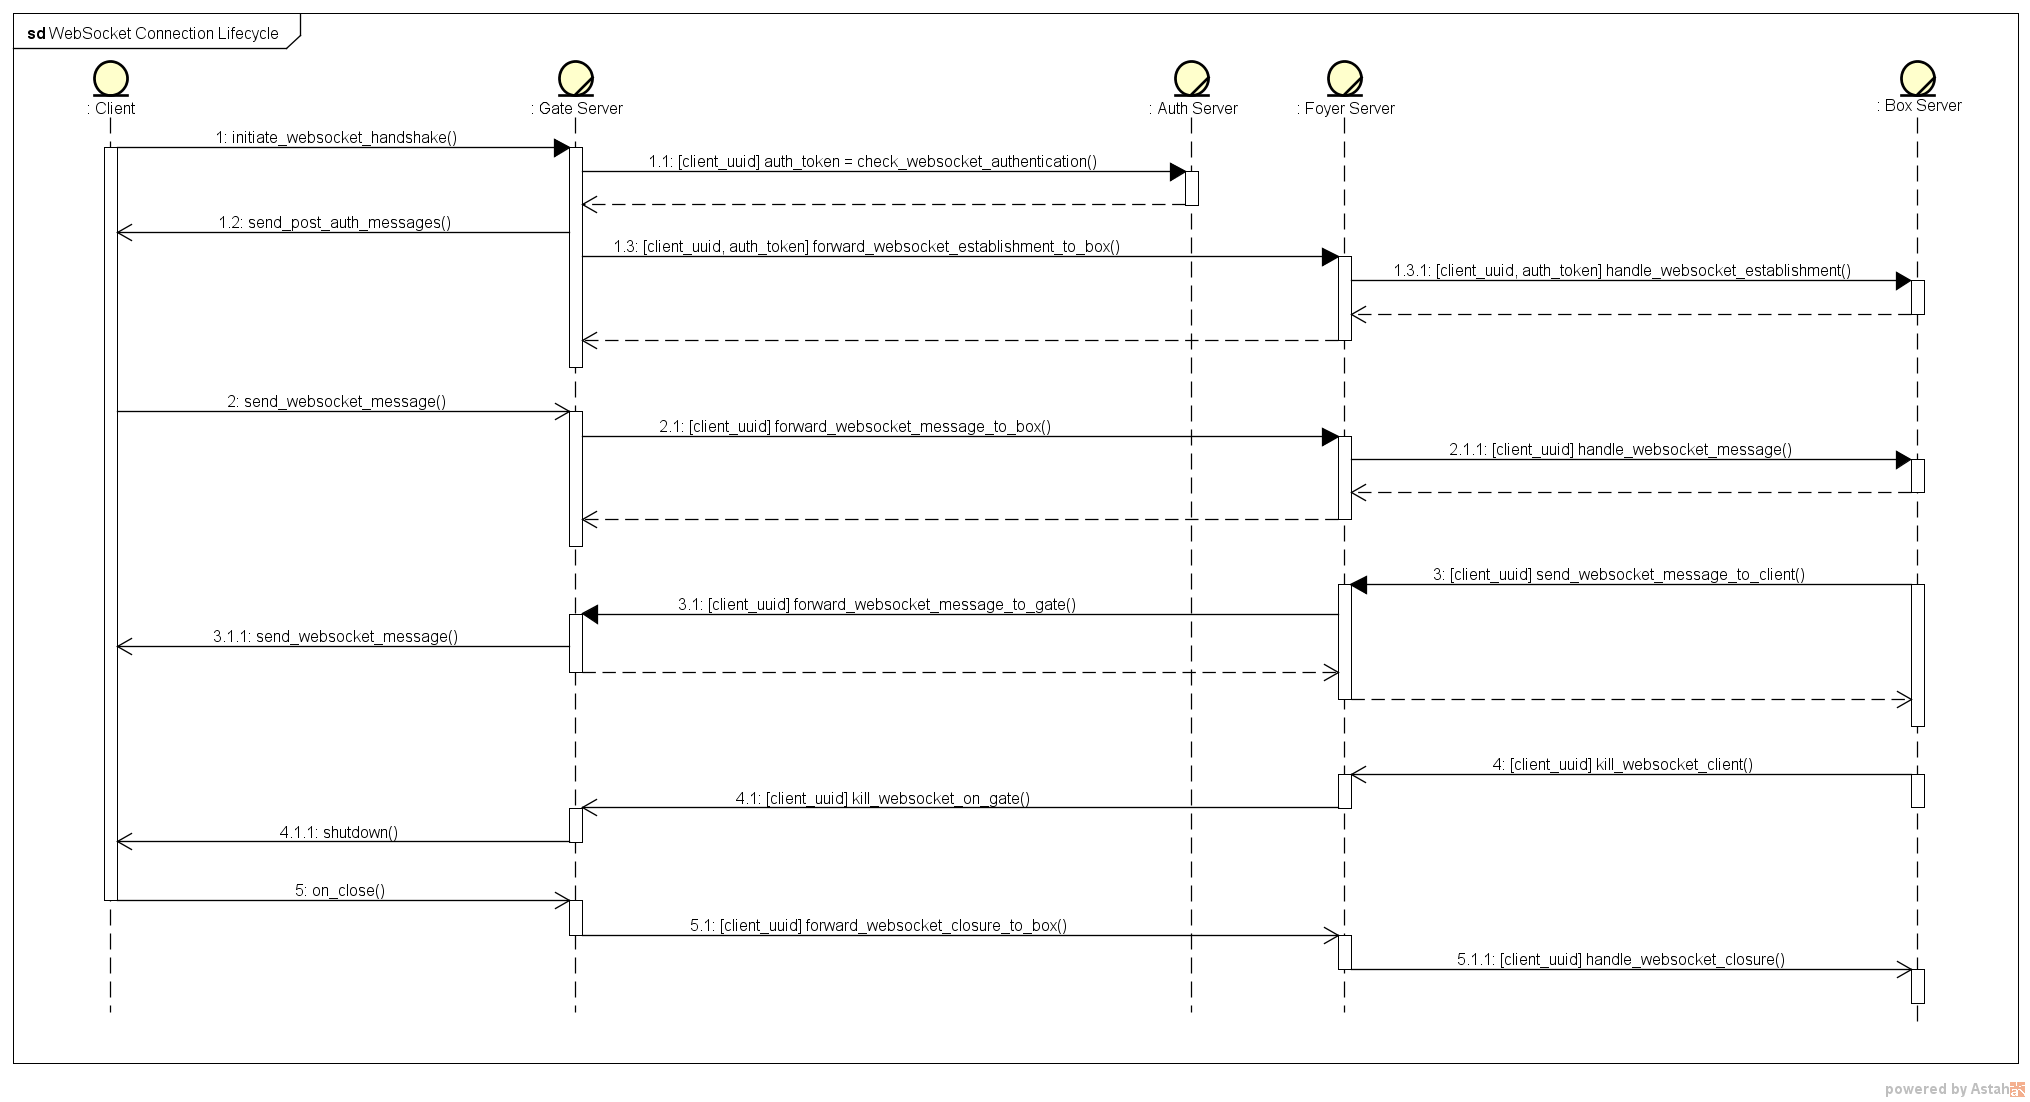 sd WebSocket Connection Lifecycle
: Client
: Gate Server
: Auth Server
: Foyer Server
: Box Server
1: initiate_websocket_handshake()
1.1: [client_uuid] auth_token = check_websocket_authentication()
1.2: send_post_auth_messages()
1.3: [client_uuid, auth_token] forward_websocket_establishment_to_box()
1.3.1: [client_uuid, auth_token] handle_websocket_establishment()
2: send_websocket_message()
2.1: [client_uuid] forward_websocket_message_to_box()
2.1.1: [client_uuid] handle_websocket_message()
3: [client_uuid] send_websocket_message_to_client()
3.1: [client_uuid] forward_websocket_message_to_gate()
3.1.1: send_websocket_message()
4: [client_uuid] kill_websocket_client()
4.1: [client_uuid] kill_websocket_on_gate()
4.1.1: shutdown()
5: on_close()
5.1: [client_uuid] forward_websocket_closure_to_box()
5.1.1: [client_uuid] handle_websocket_closure()
powered by Astah